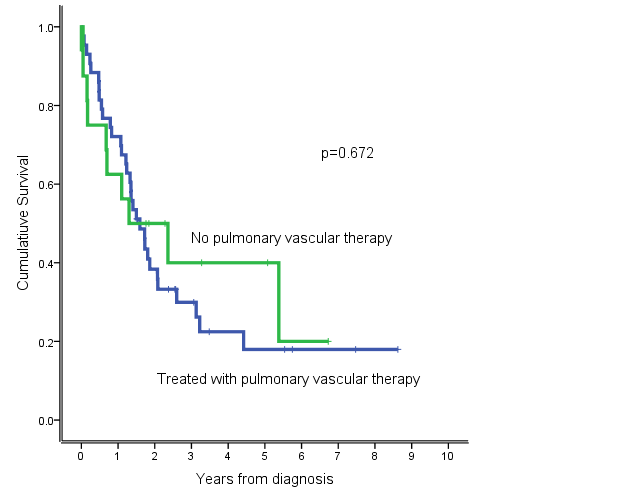 1.0
0.8
0.6
0.4
0.2
0.0
Cumulatiuve Survival
p=0.672
No pulmonary vascular therapy
Treated with pulmonary vascular therapy
0 1 2 3 4 5 6 7 8 9 10
Years from diagnosis